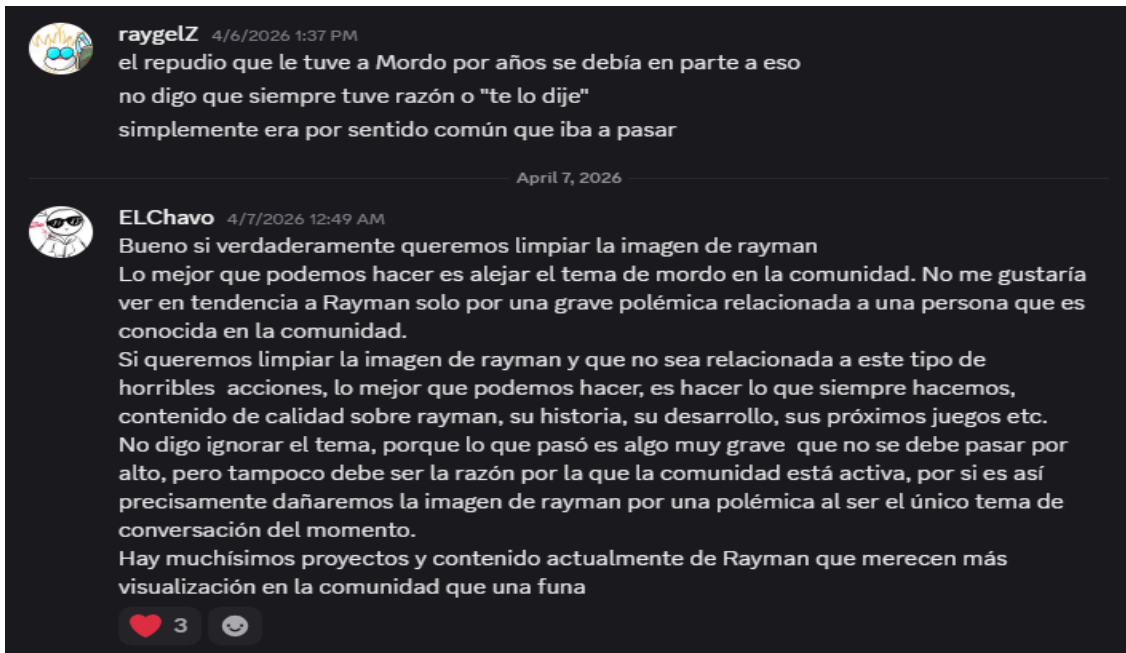 raygelZ 4/6/2026 1:37 PM
el repudio que le tuve a Mordo por años se debía en parte a eso
no digo que siempre tuve razón o "te lo dije"
simplemente era por sentido común que iba a pasar
April 7, 2026
ELChavo 4/7/2026 12:49 AM
Bueno si verdaderamente queremos limpiar la imagen de rayman
Lo mejor que podemos hacer es alejar el tema de mordo en la comunidad. No me gustaría
ver en tendencia a Rayman solo por una grave polémica relacionada a una persona que es
conocida en la comunidad.
Si queremos limpiar la imagen de rayman y que no sea relacionada a este tipo de
horribles  acciones, lo mejor que podemos hacer, es hacer lo que siempre hacemos,
contenido de calidad sobre rayman, su historia, su desarrollo, sus próximos juegos etc.
No digo ignorar el tema, porque lo que pasó es algo muy grave  que no se debe pasar por
alto, pero tampoco debe ser la razón por la que la comunidad está activa, por si es así
precisamente dañaremos la imagen de rayman por una polémica al ser el único tema de
conversación del momento.
Hay muchísimos proyectos y contenido actualmente de Rayman que merecen más
visualización en la comunidad que una funa
3